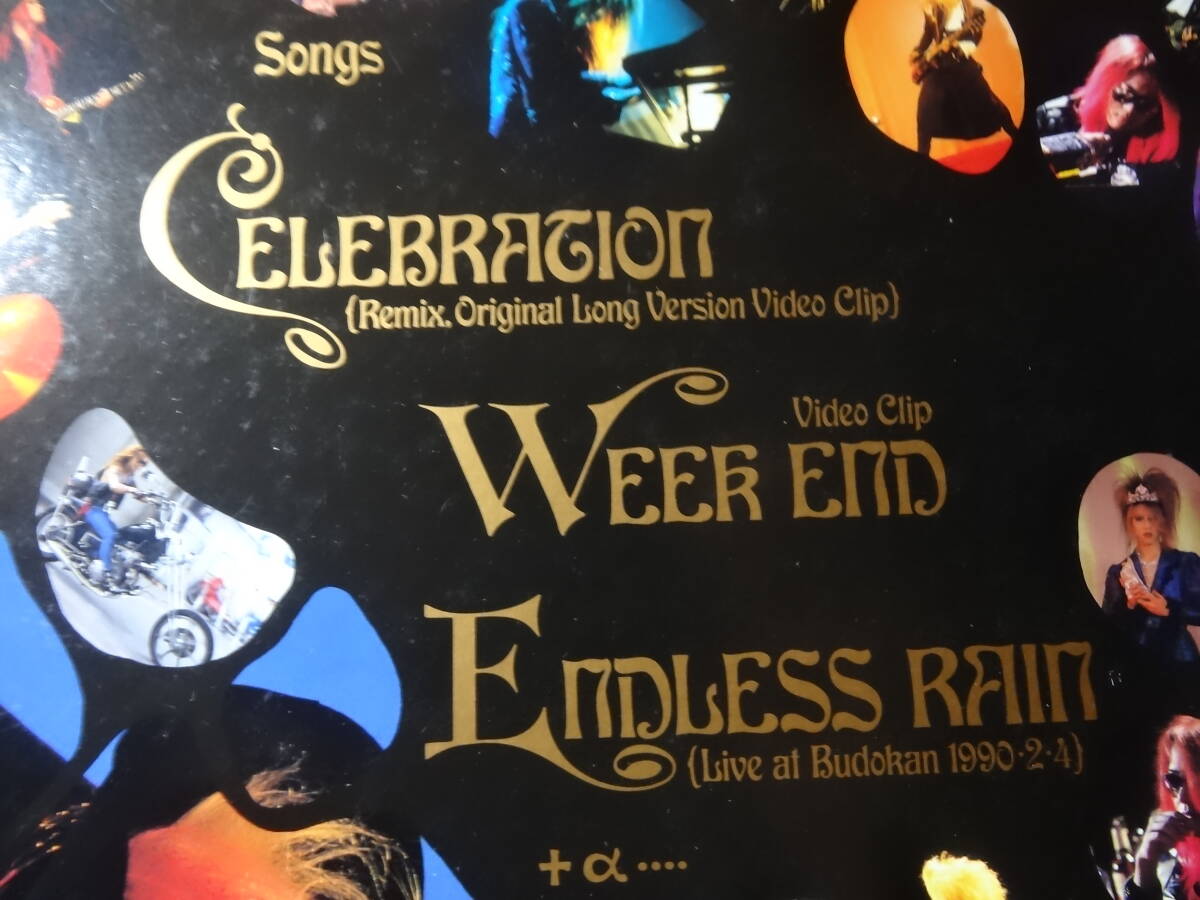 Songs
CELEBRATION
{Remix. Original Long Version Video Clip}
Video Clip
WEEK END
ENDLESS RAIN
{Live at Budokan 1990・2・4}
+α ‥‥